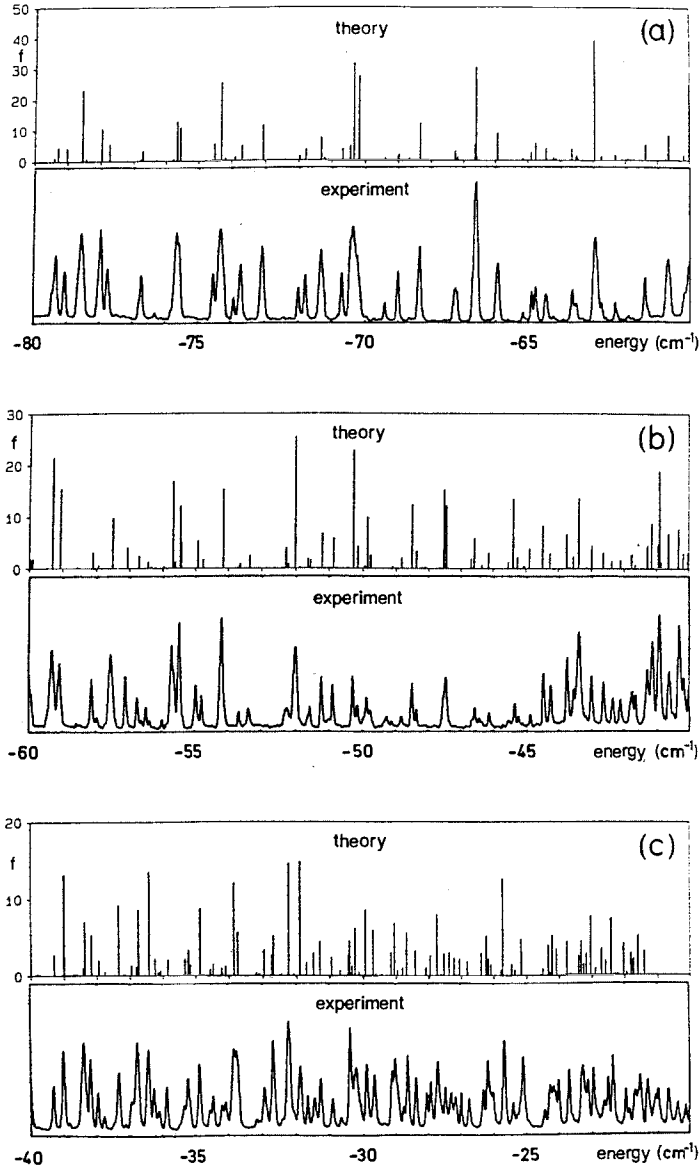 50
(a)
theory
f
40
30
20
10
0
experiment
-80
-75
-70
-65
energy (cm⁻¹)
30
(b)
theory
f
20
10
0
experiment
-60
-55
-50
-45
energy (cm⁻¹)
20
(c)
theory
f
10
0
experiment
-40
-35
-30
-25
energy (cm⁻¹)